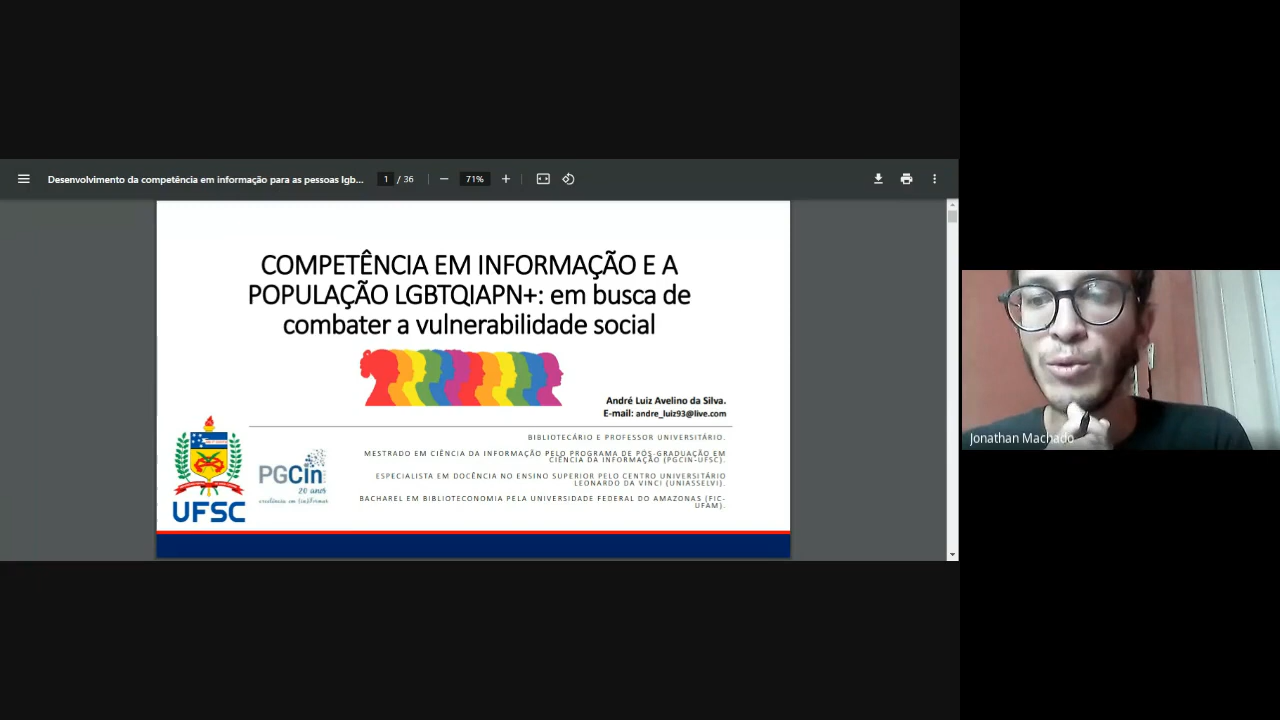 Desenvolvimento da competência em informação para as pessoas lgb...
1 / 36
71%
COMPETÊNCIA EM INFORMAÇÃO E A
POPULAÇÃO LGBTQIAPN+: em busca de
combater a vulnerabilidade social
André Luiz Avelino da Silva.
E-mail: andre_luiz93@live.com
BIBLIOTECÁRIO E PROFESSOR UNIVERSITÁRIO.
MESTRADO EM CIÊNCIA DA INFORMAÇÃO PELO PROGRAMA DE PÓS-GRADUAÇÃO EM
CIÊNCIA DA INFORMAÇÃO (PGCIN-UFSC).
ESPECIALISTA EM DOCÊNCIA NO ENSINO SUPERIOR PELO CENTRO UNIVERSITÁRIO
LEONARDO DA VINCI (UNIASSELVI).
BACHAREL EM BIBLIOTECONOMIA PELA UNIVERSIDADE FEDERAL DO AMAZONAS (FIC-
UFAM).
UFSC
PGCin
20 anos
Jonathan Machado